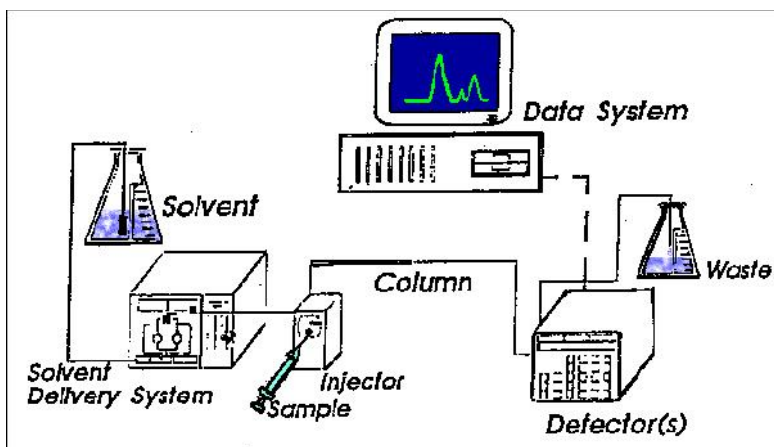 Data System
Solvent
Waste
Column
Solvent
Delivery System
Injector
Sample
Detector(s)